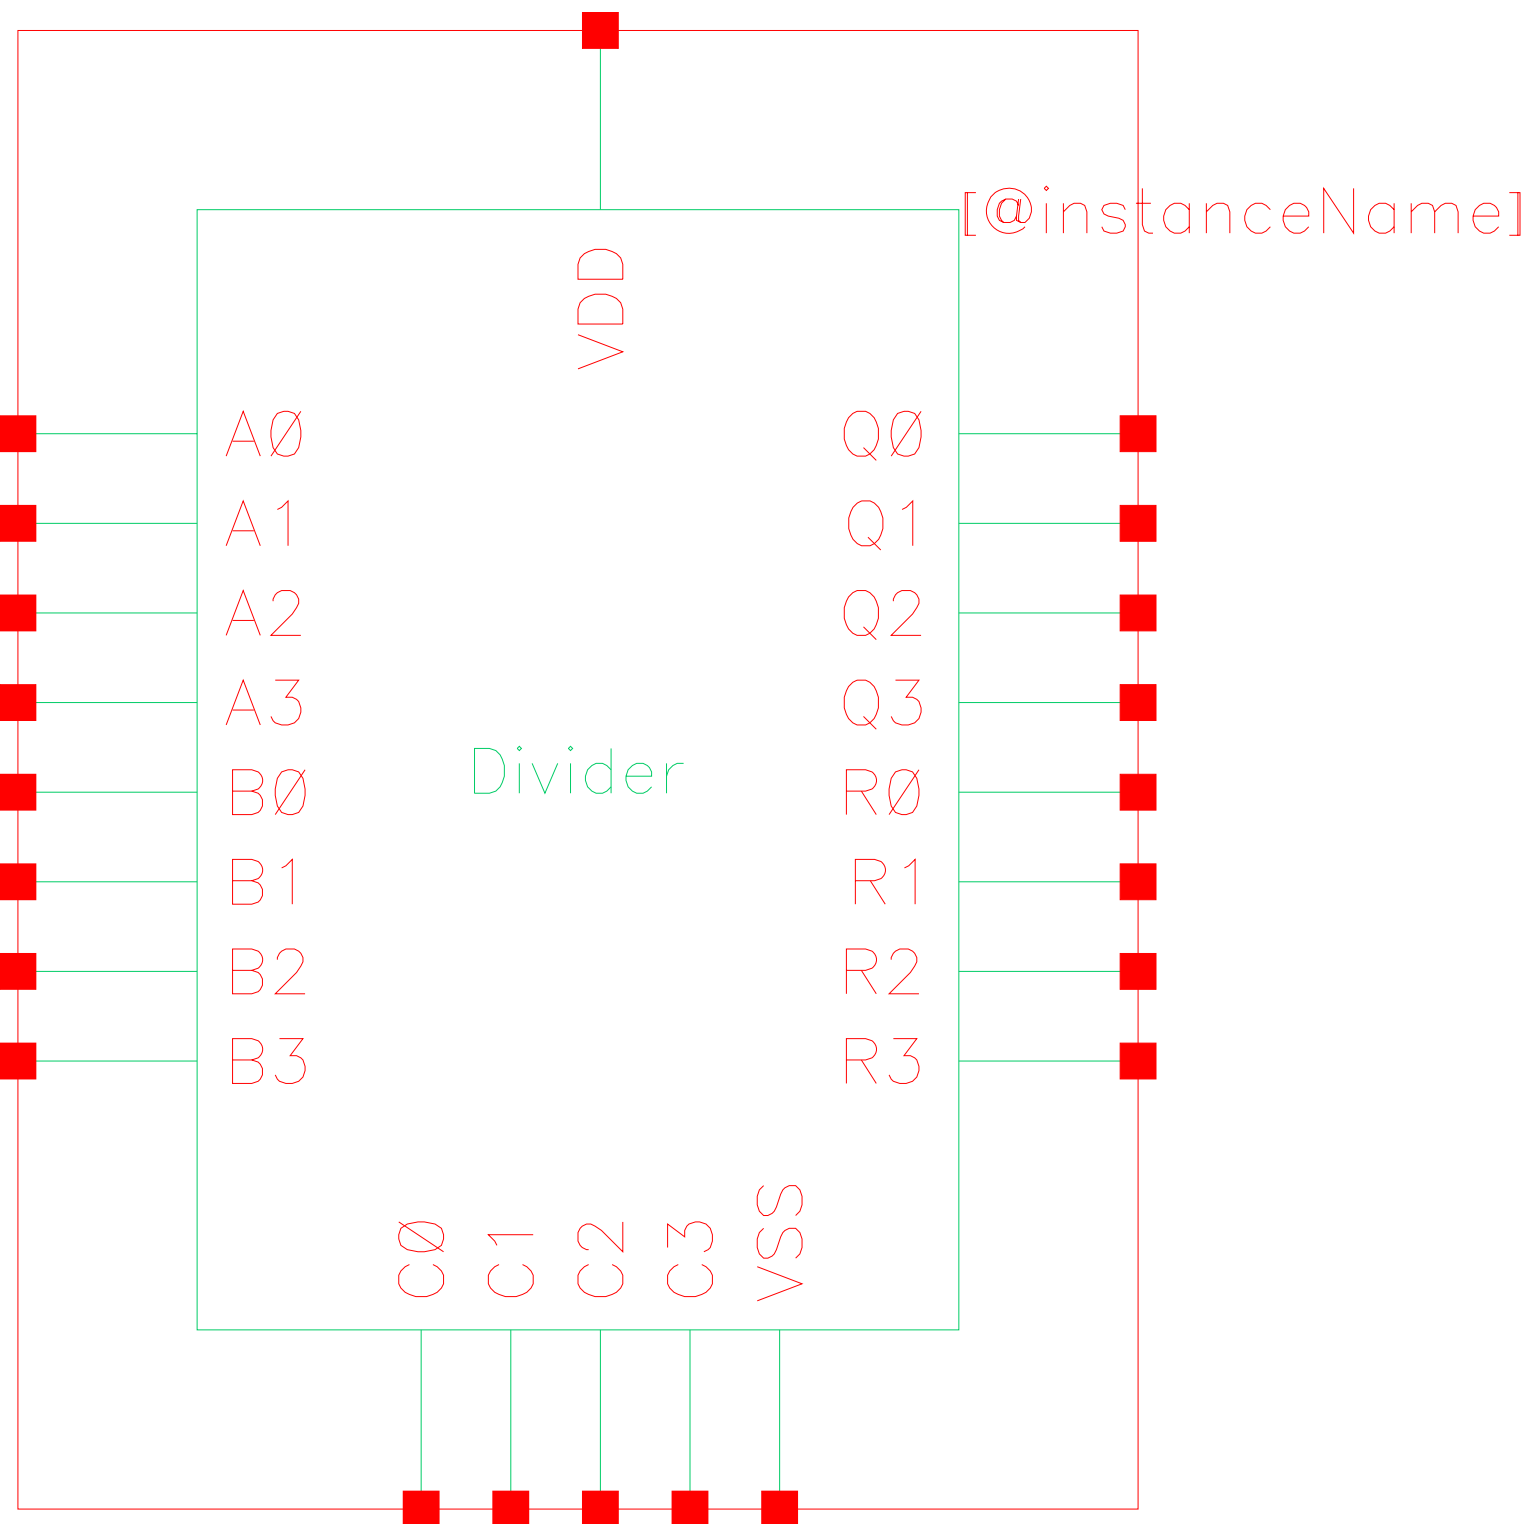 [@instanceName]
VDD
A0 Q0
A1 Q1
A2 Q2
A3 Q3
Divider
B0 R0
B1 R1
B2 R2
B3 R3
C0
C1
C2
C3
VSS